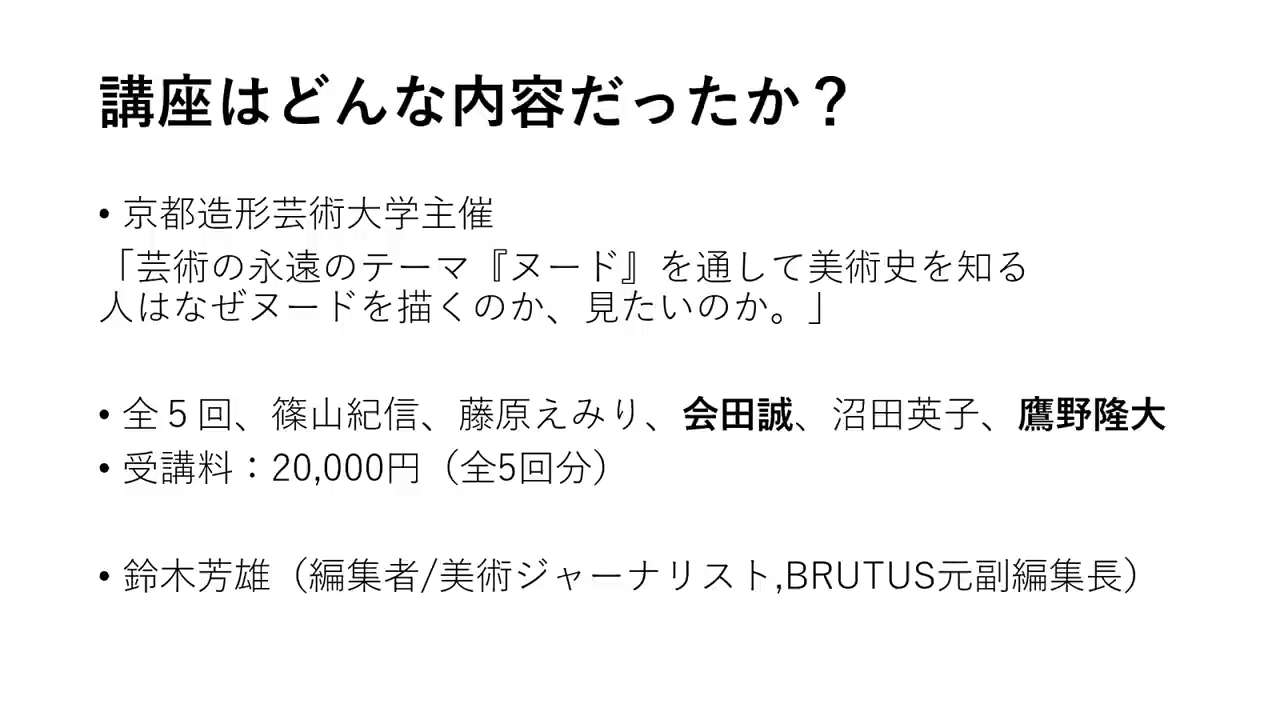 講座はどんな内容だったか？
• 京都造形芸術大学主催
「芸術の永遠のテーマ『ヌード』を通して美術史を知る
人はなぜヌードを描くのか、見たいのか。」
• 全５回、篠山紀信、藤原えみり、会田誠、沼田英子、鷹野隆大
• 受講料：20,000円（全5回分）
• 鈴木芳雄（編集者/美術ジャーナリスト,BRUTUS元副編集長）